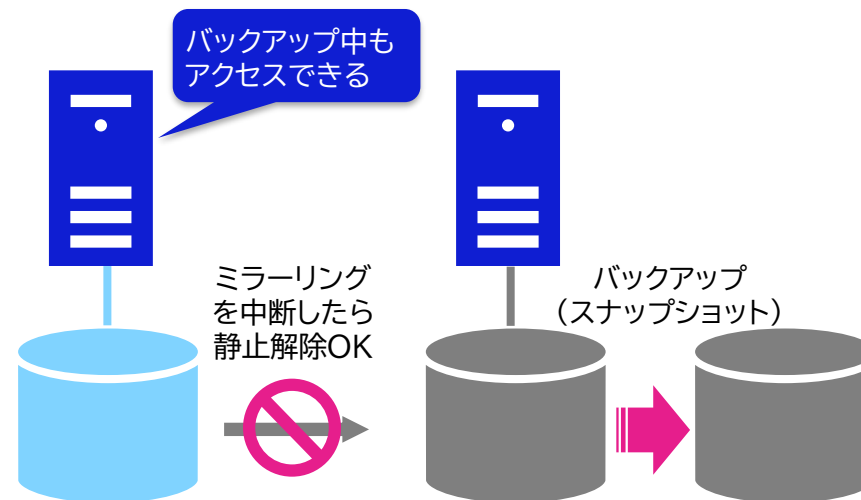 バックアップ中も
アクセスできる
ミラーリング
を中断したら
静止解除OK
バックアップ
（スナップショット）